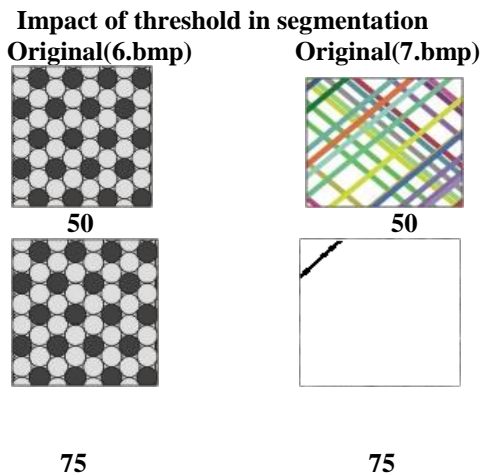 Impact of threshold in segmentation
Original(6.bmp) Original(7.bmp)
50 50
75 75